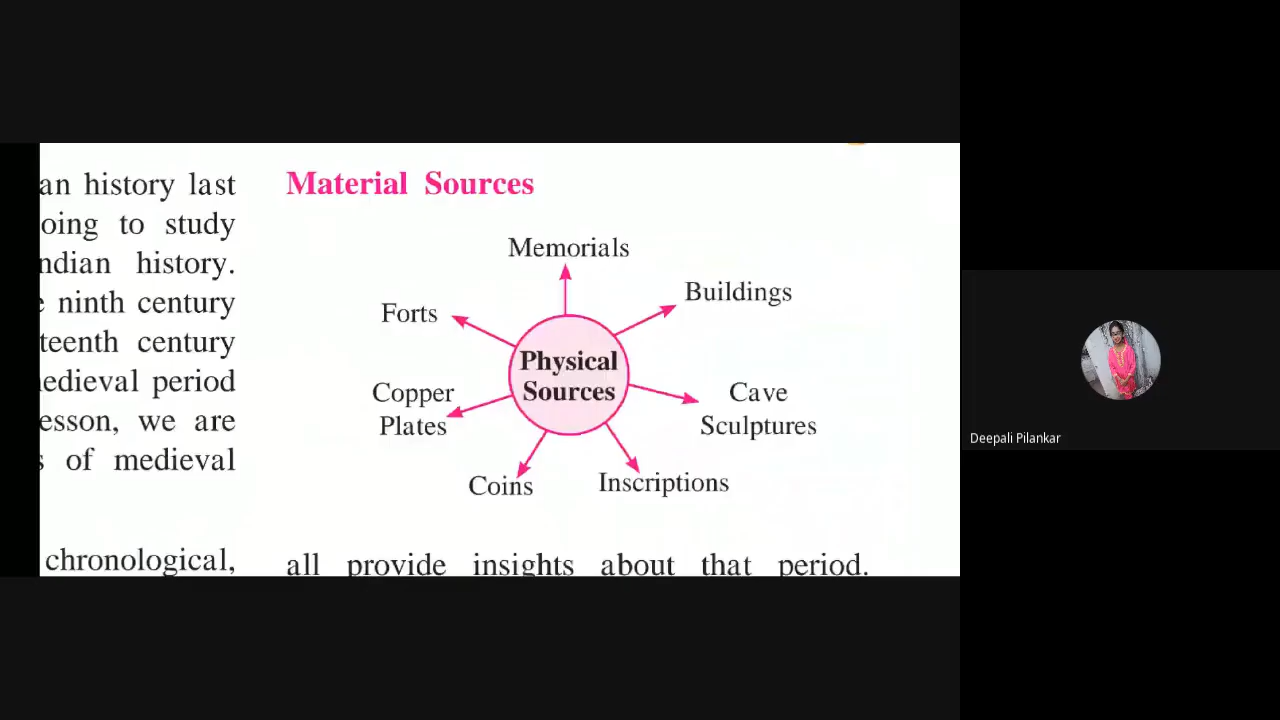 an history last
oing to study
ndian history.
ninth century
teenth century
edieval period
esson, we are
of medieval
chronological,
Material Sources
Memorials
Buildings
Forts
Physical
Sources
Copper
Plates
Cave
Sculptures
Coins
Inscriptions
all provide insights about that period.
Deepali Pilankar